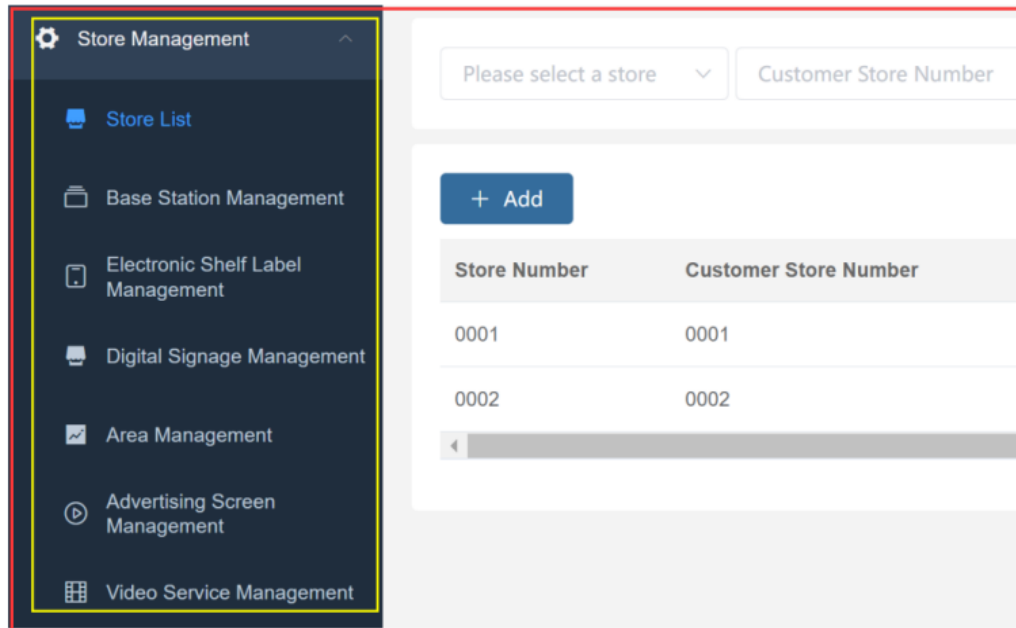 Store Management
Store List
Base Station Management
Electronic Shelf Label
Management
Digital Signage Management
Area Management
Advertising Screen
Management
Video Service Management
Please select a store
Customer Store Number
+ Add
Store Number Customer Store Number
0001 0001
0002 0002